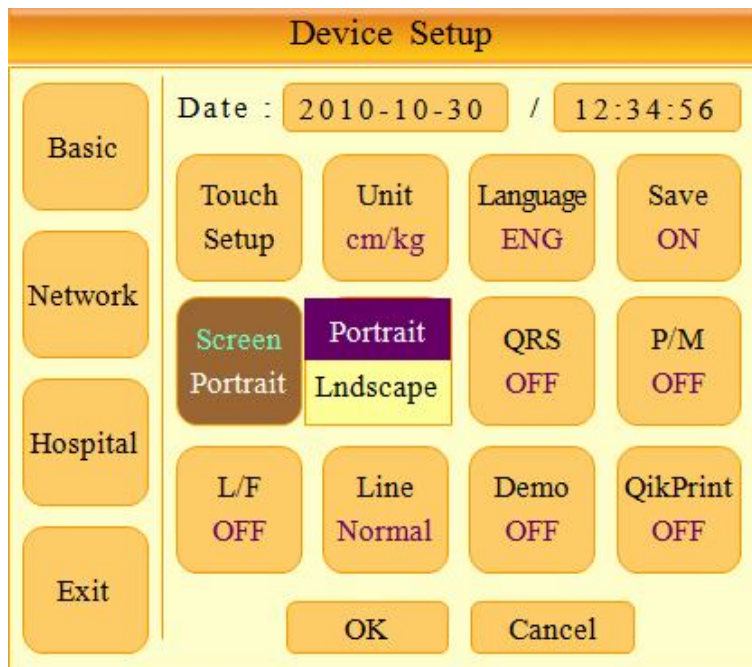 Device Setup
Date : 2010-10-30 / 12:34:56
Basic
Network
Hospital
Exit
Touch
Setup
Unit
cm/kg
Language
ENG
Save
ON
Screen
Portrait
Portrait
Lndscape
QRS
OFF
P/M
OFF
L/F
OFF
Line
Normal
Demo
OFF
QikPrint
OFF
OK
Cancel